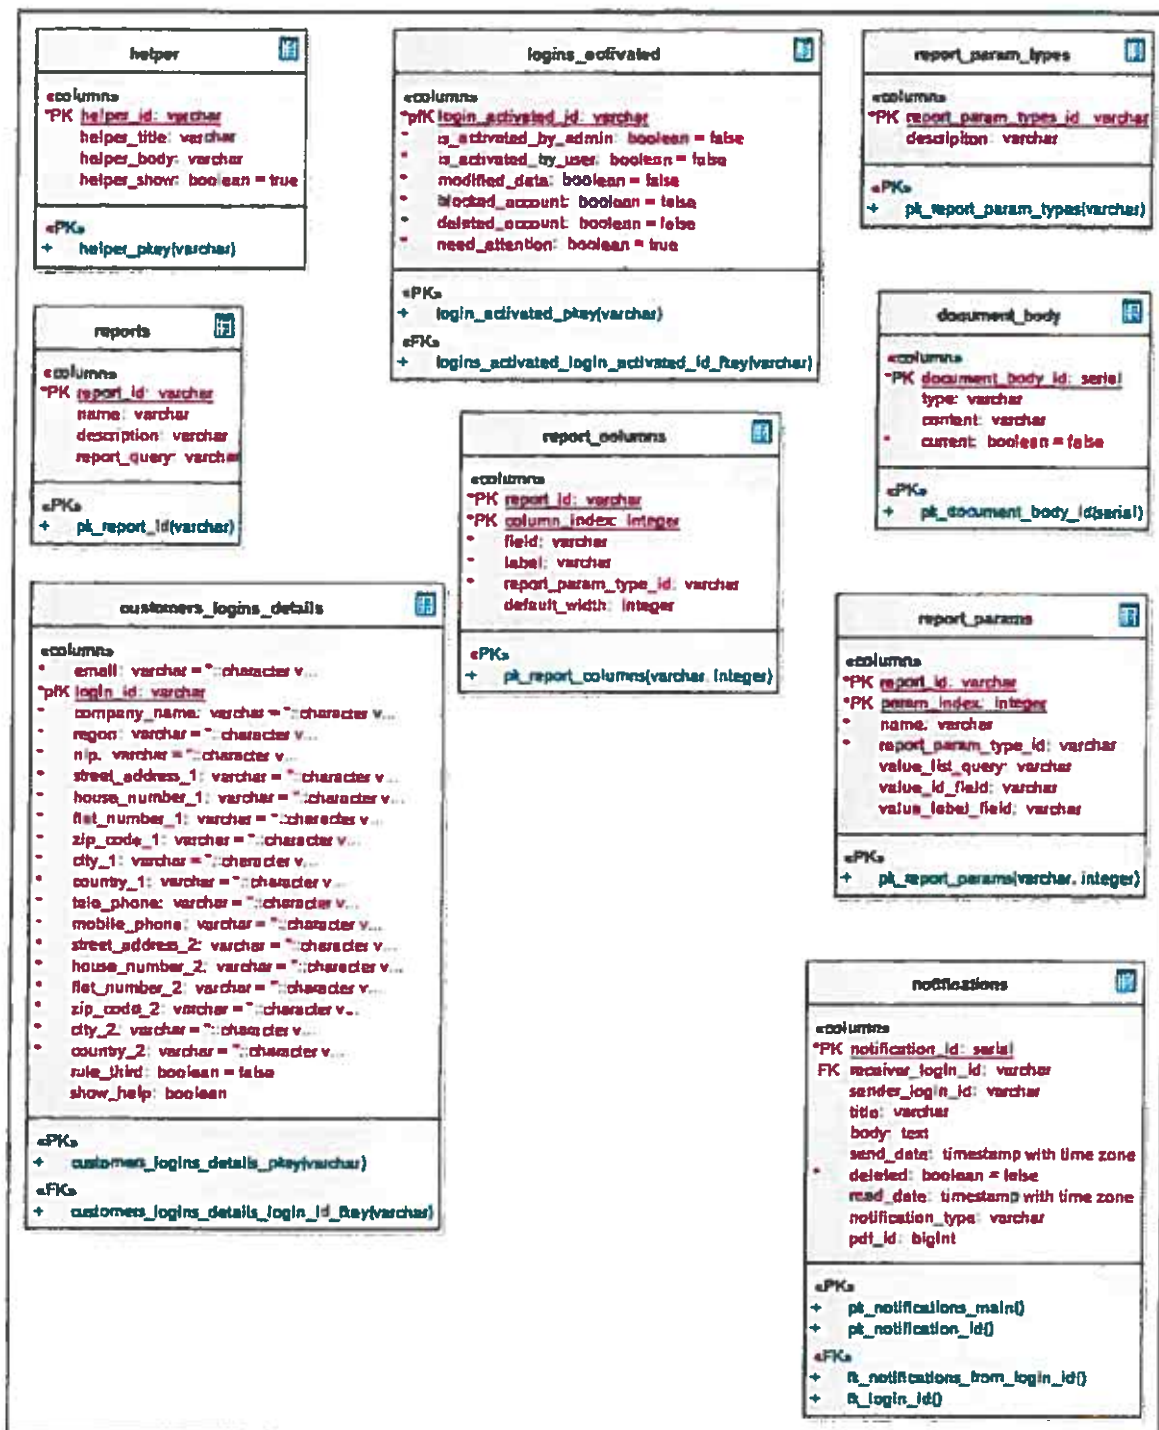 helper
«columns»
*PK helper_id: varchar
helper_title: varchar
helper_body: varchar
helper_show: boolean = true
«PK»
+ helper_pkey(varchar)
logins_activated
«columns»
*pfK login_activated_id: varchar
* is_activated_by_admin: boolean = false
* is_activated_by_user: boolean = false
* modified_data: boolean = false
* blocked_account: boolean = false
* deleted_account: boolean = false
* need_attention: boolean = true
«PK»
+ login_activated_pkey(varchar)
«FK»
+ logins_activated_login_activated_id_fkey(varchar)
report_param_types
«columns»
*PK report_param_types_id: varchar
descipiton: varchar
«PK»
+ pk_report_param_types(varchar)
reports
«columns»
*PK report_id: varchar
name: varchar
description: varchar
report_query: varchar
«PK»
+ pk_report_id(varchar)
report_columns
«columns»
*PK report_id: varchar
*PK column_index: integer
* field: varchar
* label: varchar
* report_param_type_id: varchar
default_width: integer
«PK»
+ pk_report_columns(varchar, integer)
document_body
«columns»
*PK document_body_id: serial
type: varchar
content: varchar
* current: boolean = false
«PK»
+ pk_document_body_id(serial)
customers_logins_details
«columns»
* email: varchar = ''::character v...
*pfK login_id: varchar
* company_name: varchar = ''::character v...
* regon: varchar = ''::character v...
* nip: varchar = ''::character v...
* street_address_1: varchar = ''::character v...
* house_number_1: varchar = ''::character v...
* flat_number_1: varchar = ''::character v...
* zip_code_1: varchar = ''::character v...
* city_1: varchar = ''::character v...
* country_1: varchar = ''::character v...
* tele_phone: varchar = ''::character v...
* mobile_phone: varchar = ''::character v...
* street_address_2: varchar = ''::character v...
* house_number_2: varchar = ''::character v...
* flat_number_2: varchar = ''::character v...
* zip_code_2: varchar = ''::character v...
* city_2: varchar = ''::character v...
* country_2: varchar = ''::character v...
rule_third: boolean = false
show_help: boolean
«PK»
+ customers_logins_details_pkey(varchar)
«FK»
+ customers_logins_details_login_id_fkey(varchar)
report_params
«columns»
*PK report_id: varchar
*PK param_index: integer
* name: varchar
* report_param_type_id: varchar
value_list_query: varchar
value_id_field: varchar
value_label_field: varchar
«PK»
+ pk_report_params(varchar, integer)
notifications
«columns»
*PK notification_id: serial
FK receiver_login_id: varchar
sender_login_id: varchar
title: varchar
body: text
send_date: timestamp with time zone
* deleted: boolean = false
read_date: timestamp with time zone
notification_type: varchar
pdf_id: bigint
«PK»
+ pk_notifications_main()
+ pk_notification_id()
«FK»
+ fk_notifications_from_login_id()
+ fk_login_id()